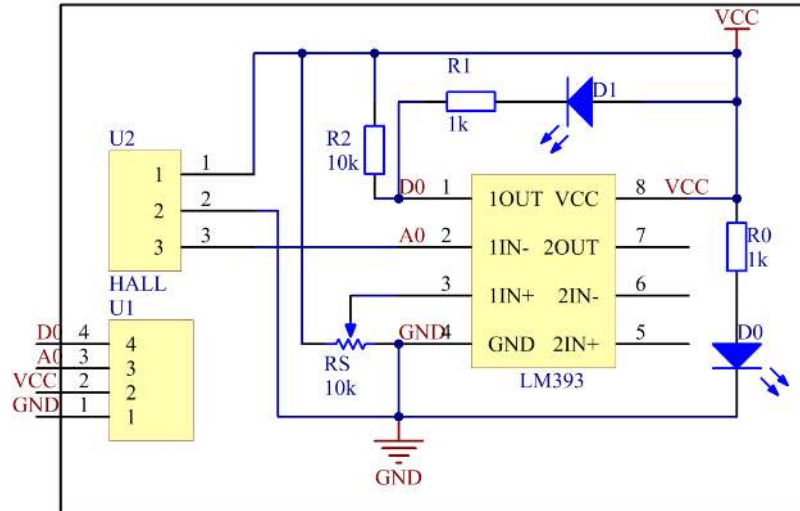 VCC
R1
1k
D1
U2
1
2
3
1
2
3
HALL
R2
10k
D0
1
A0
2
3
GND
4
1OUT
VCC
1IN-
2OUT
1IN+
2IN-
GND
2IN+
LM393
8
VCC
7
6
5
R0
1k
D0
U1
D0
4
4
A0
3
3
VCC
2
2
GND
1
1
RS
10k
GND